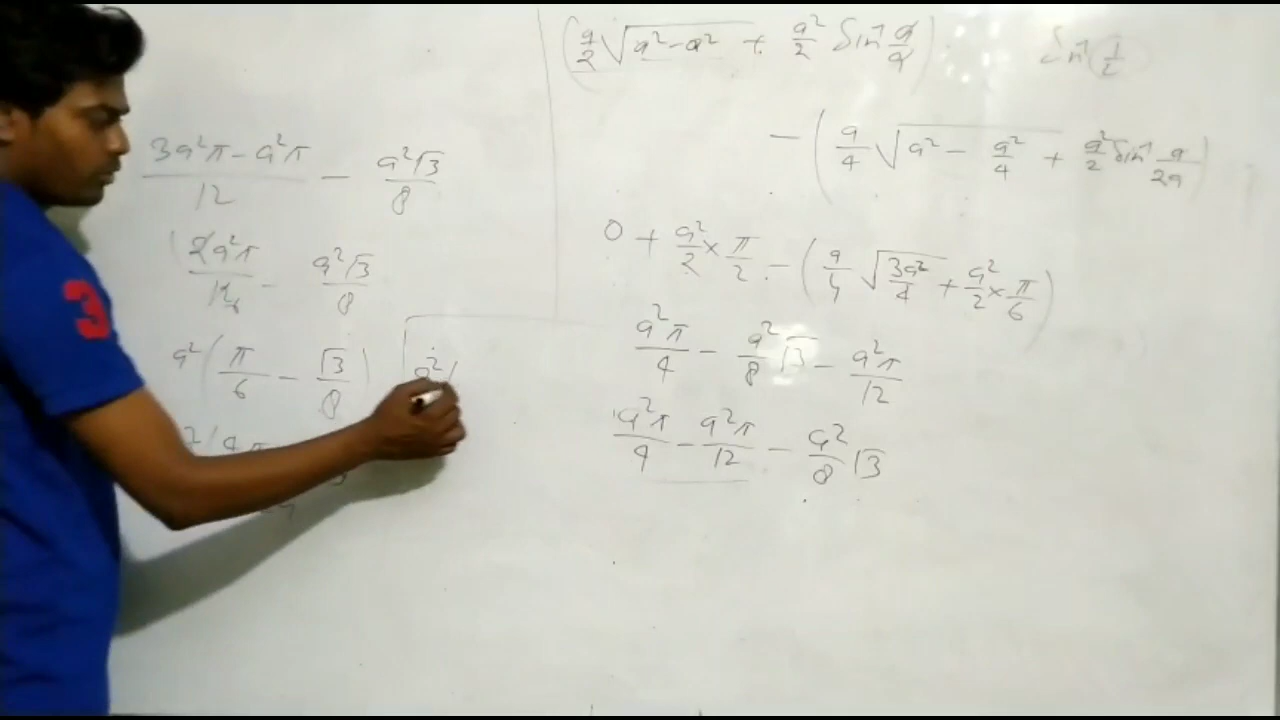 (a/2 √(a² - a²) + a²/2 sin⁻¹ a/a)
sin⁻¹ (1/2)
- (a/4 √(a² - a²/4) + a²/2 sin⁻¹ a/2a)
0 + a²/2 × π/2 - (a/4 √(3a²/4) + a²/2 × π/6)
a²π/4 - a²/8 √3 - a²π/12
a²π/4 - a²π/12 - a²/8 √3
3a²π - a²π/12 - a²√3/8
2a²π/12 6 - a²√3/8
a² (π/6 - √3/8)
a²(
3